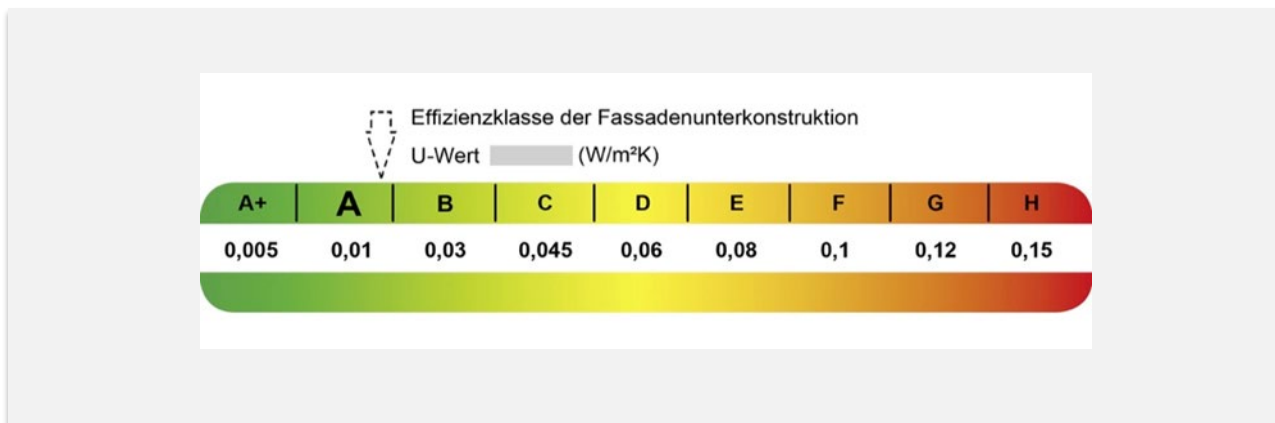 Effizienzklasse der Fassadenunterkonstruktion
U-Wert (W/m²K)
A+ A B C D E F G H
0,005 0,01 0,03 0,045 0,06 0,08 0,1 0,12 0,15